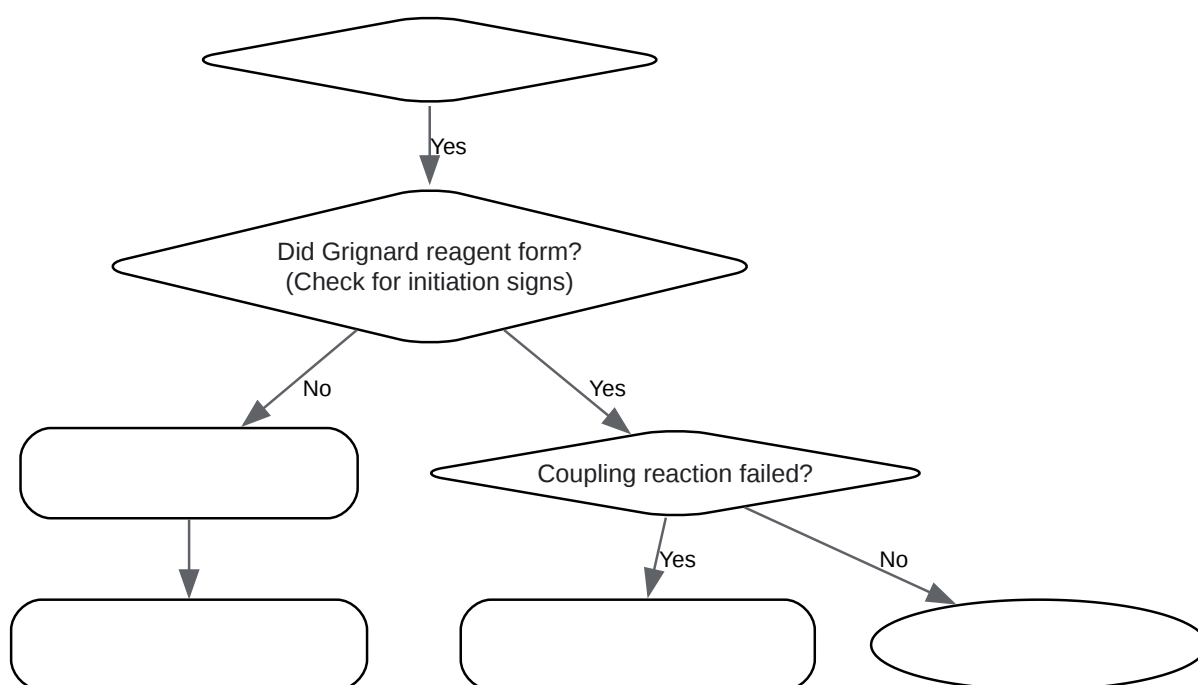 Yes
Did Grignard reagent form?
(Check for initiation signs)
No
Yes
Coupling reaction failed?
Yes
No